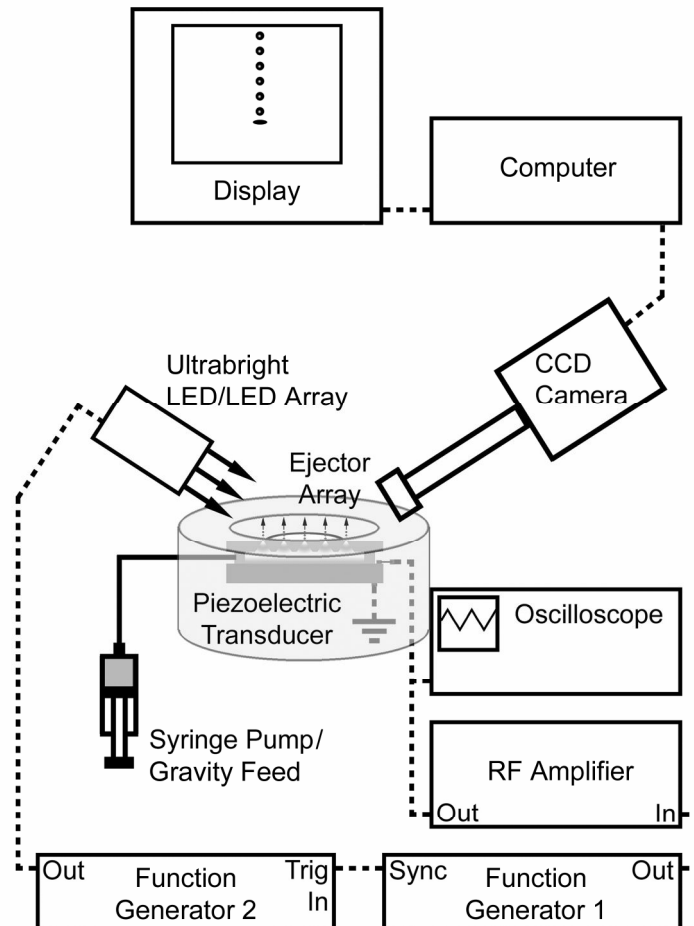 Display
Computer
CCD
Camera
Ultrabright
LED/LED Array
Ejector
Array
Piezoelectric
Transducer
Oscilloscope
Syringe Pump/
Gravity Feed
RF Amplifier
Out
In
Out
Function
Generator 2
Trig
In
Sync
Function
Generator 1
Out